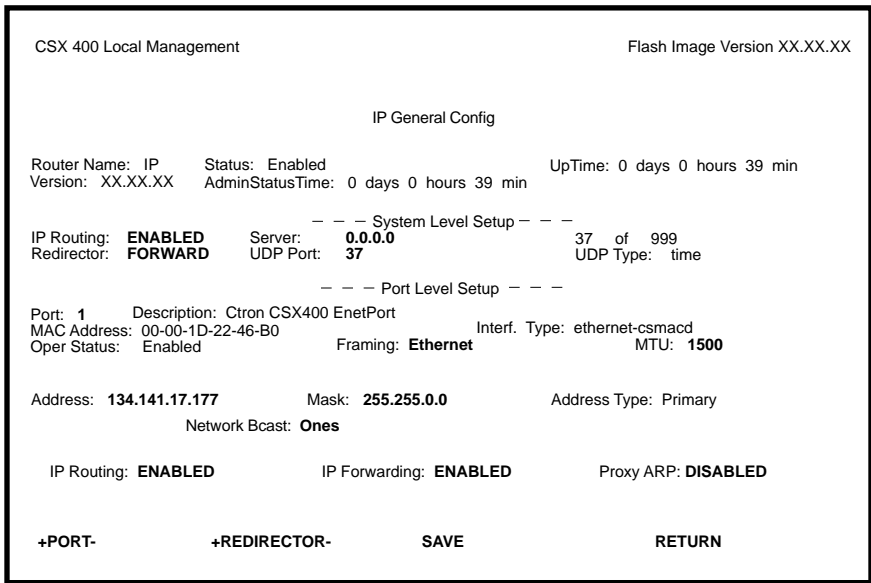 CSX 400 Local Management Flash Image Version XX.XX.XX
IP General Config
Router Name: IP Status: Enabled UpTime: 0 days 0 hours 39 min
Version: XX.XX.XX AdminStatusTime: 0 days 0 hours 39 min
– – – System Level Setup – – –
IP Routing: ENABLED Server: 0.0.0.0 37 of 999
Redirector: FORWARD UDP Port: 37 UDP Type: time
– – – Port Level Setup – – –
Port: 1 Description: Ctron CSX400 EnetPort
MAC Address: 00-00-1D-22-46-B0 Interf. Type: ethernet-csmacd
Oper Status: Enabled Framing: Ethernet MTU: 1500
Address: 134.141.17.177 Mask: 255.255.0.0 Address Type: Primary
Network Bcast: Ones
IP Routing: ENABLED IP Forwarding: ENABLED Proxy ARP: DISABLED
+PORT- +REDIRECTOR- SAVE RETURN